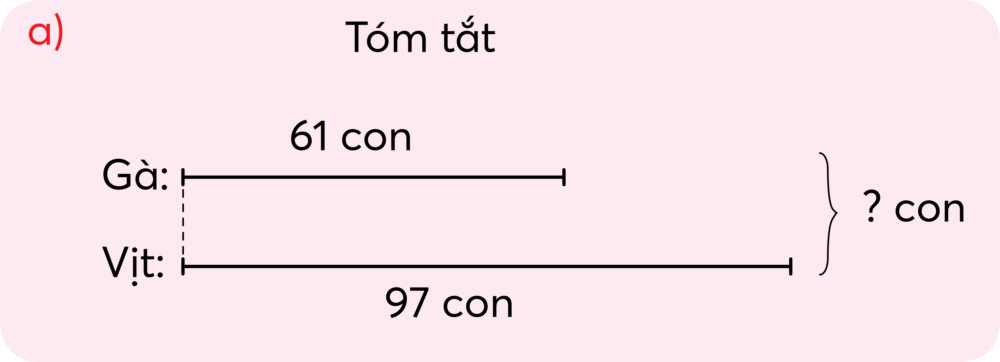 a)
Tóm tắt
61 con
Gà:
? con
Vịt:
97 con